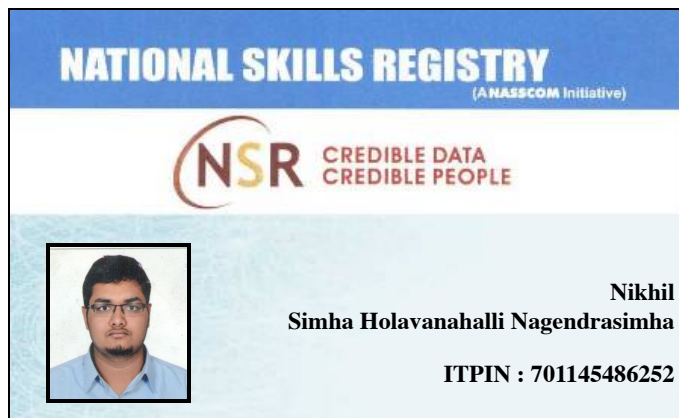 NATIONAL SKILLS REGISTRY
(A NASSCOM Initiative)
NSR
CREDIBLE DATA
CREDIBLE PEOPLE
Nikhil
Simha Holavanahalli Nagendrasimha
ITPIN : 701145486252